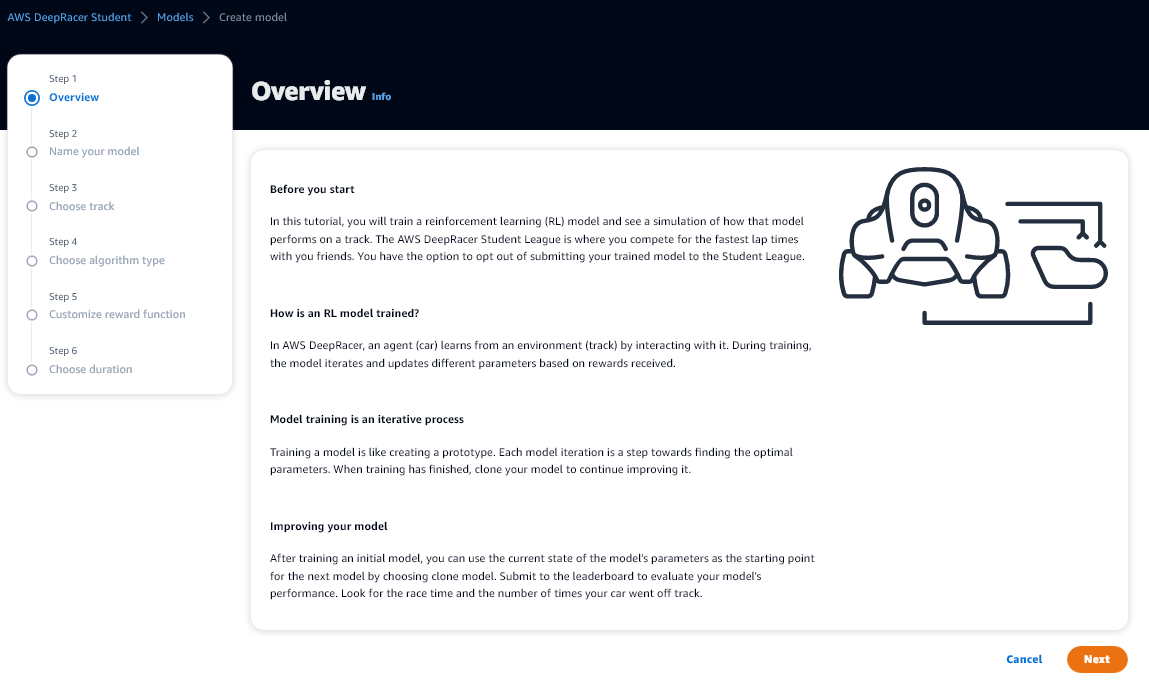 AWS DeepRacer Student > Models > Create model
Step 1
Overview
Step 2
Name your model
Step 3
Choose track
Step 4
Choose algorithm type
Step 5
Customize reward function
Step 6
Choose duration
Overview Info
Before you start
In this tutorial, you will train a reinforcement learning (RL) model and see a simulation of how that model
performs on a track. The AWS DeepRacer Student League is where you compete for the fastest lap times
with you friends. You have the option to opt out of submitting your trained model to the Student League.
How is an RL model trained?
In AWS DeepRacer, an agent (car) learns from an environment (track) by interacting with it. During training,
the model iterates and updates different parameters based on rewards received.
Model training is an iterative process
Training a model is like creating a prototype. Each model iteration is a step towards finding the optimal
parameters. When training has finished, clone your model to continue improving it.
Improving your model
After training an initial model, you can use the current state of the model's parameters as the starting point
for the next model by choosing clone model. Submit to the leaderboard to evaluate your model's
performance. Look for the race time and the number of times your car went off track.
Cancel Next